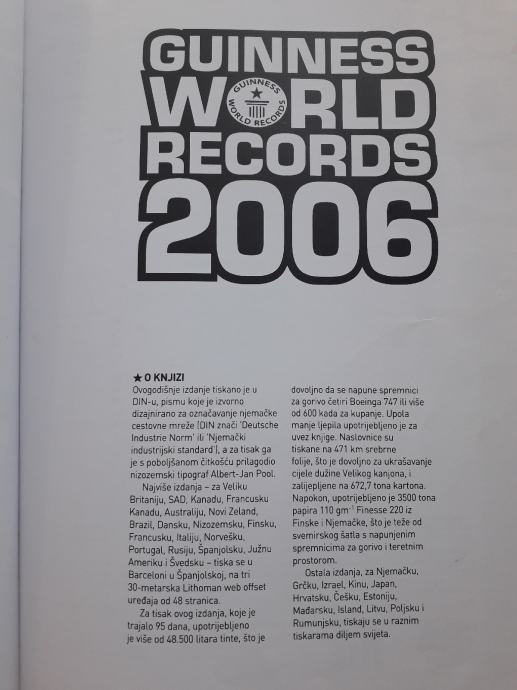 GUINNESS
WORLD
GUINNESS
WORLD RECORDS
RECORDS
2006
★ O KNJIZI
Ovogodišnje izdanje tiskano je u
DIN-u, pismu koje je izvorno
dizajnirano za označavanje njemačke
cestovne mreže (DIN znači 'Deutsche
Industrie Norm' ili 'Njemački
industrijski standard'), a za tisak ga
je s poboljšanom čitkošću prilagodio
nizozemski tipograf Albert-Jan Pool.
Najviše izdanja – za Veliku
Britaniju, SAD, Kanadu, Francusku
Kanadu, Australiju, Novi Zeland,
Brazil, Dansku, Nizozemsku, Finsku,
Francusku, Italiju, Norvešku,
Portugal, Rusiju, Španjolsku, Južnu
Ameriku i Švedsku – tiska se u
Barceloni u Španjolskoj, na tri
30-metarska Lithoman web offset
uređaja od 48 stranica.
Za tisak ovog izdanja, koje je
trajalo 95 dana, upotrijebljeno
je više od 48.500 litara tinte, što je
dovoljno da se napune spremnici
za gorivo četiri Boeinga 747 ili više
od 600 kada za kupanje. Upola
manje ljepila upotrijebljeno je za
uvez knjige. Naslovnice su
tiskane na 471 km srebrne
folije, što je dovoljno za ukrašavanje
cijele dužine Velikog kanjona, i
zalijepljene na 672,7 tona kartona.
Napokon, upotrijebljeno je 3500 tona
papira 110 gm⁻¹ Finesse 220 iz
Finske i Njemačke, što je teže od
svemirskog šatla s napunjenim
spremnicima za gorivo i teretnim
prostorom.
Ostala izdanja, za Njemačku,
Grčku, Izrael, Kinu, Japan,
Hrvatsku, Češku, Estoniju,
Mađarsku, Island, Litvu, Poljsku i
Rumunjsku, tiskaju se u raznim
tiskarama diljem svijeta.